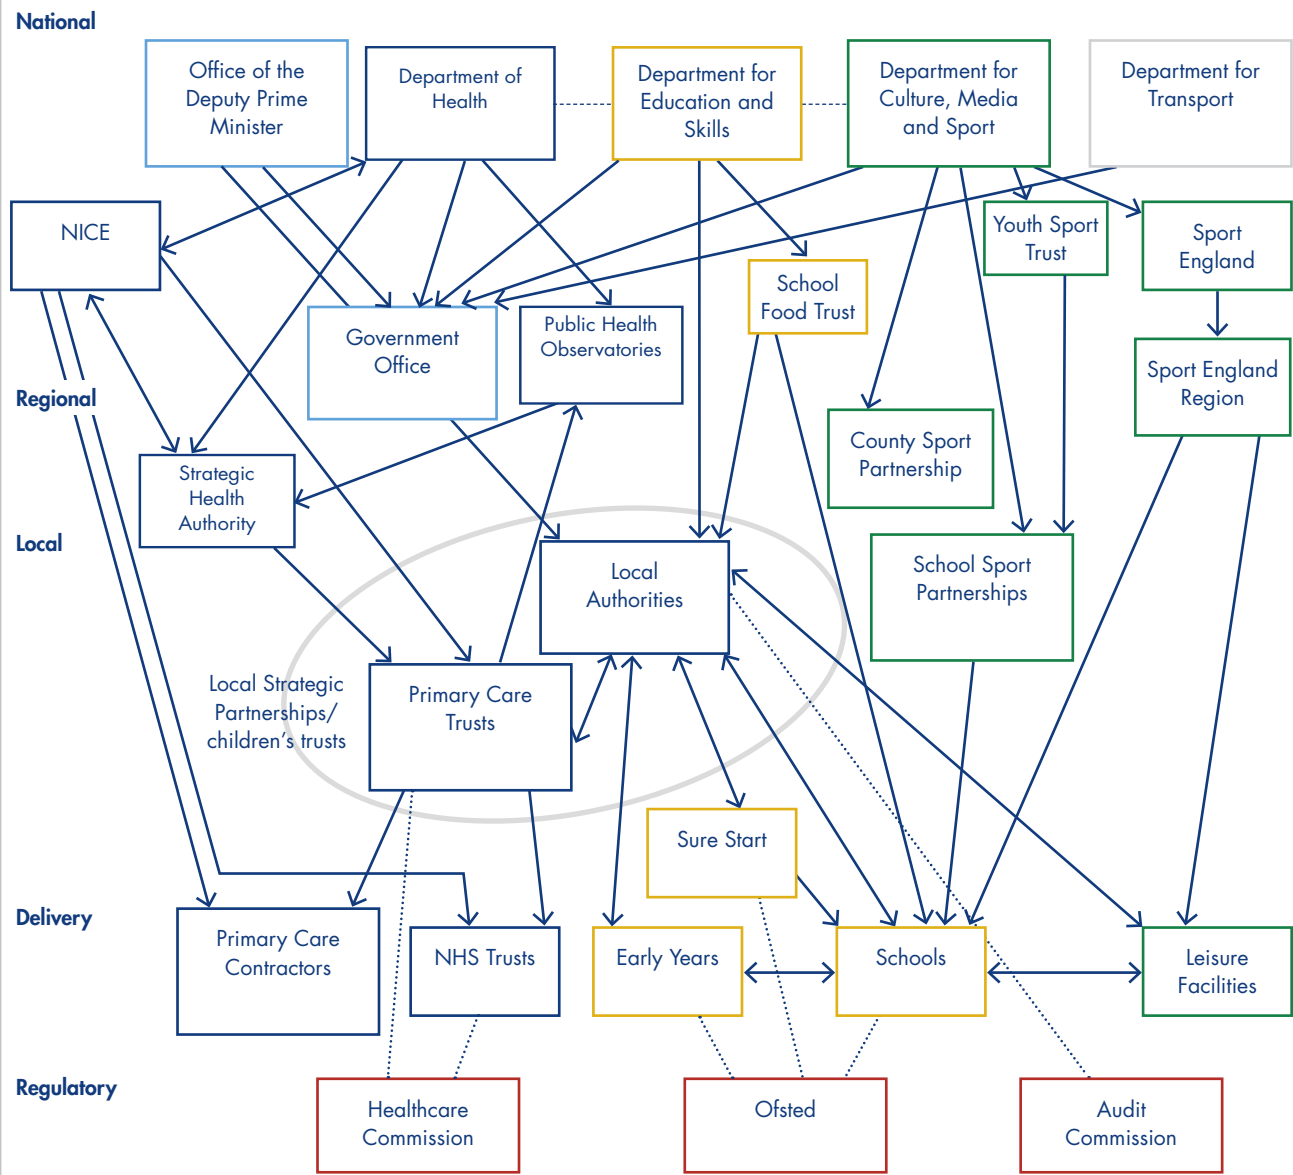 National
Office of the
Deputy Prime
Minister
Department of
Health
Department for
Education and
Skills
Department for
Culture, Media
and Sport
Department for
Transport
NICE
Youth Sport
Trust
Sport
England
School
Food Trust
Government
Office
Public Health
Observatories
Sport England
Region
Regional
County Sport
Partnership
Strategic
Health
Authority
Local
Local
Authorities
School Sport
Partnerships
Local Strategic
Partnerships/
children's trusts
Primary Care
Trusts
Sure Start
Delivery
Primary Care
Contractors
NHS Trusts
Early Years
Schools
Leisure
Facilities
Regulatory
Healthcare
Commission
Ofsted
Audit
Commission